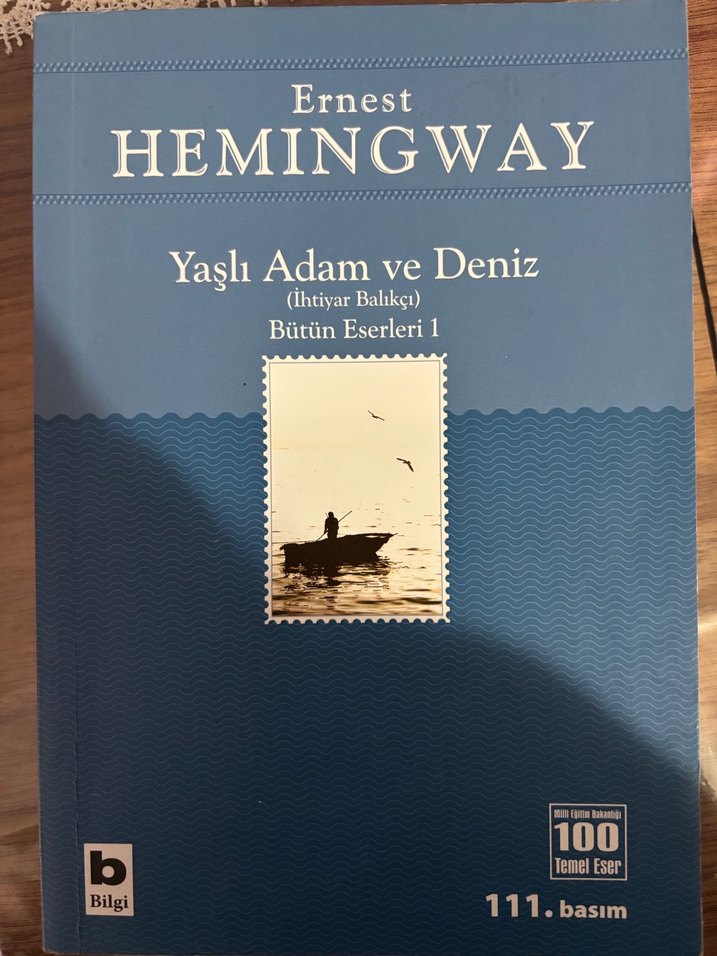 Ernest
HEMINGWAY
Yaşlı Adam ve Deniz
(İhtiyar Balıkçı)
Bütün Eserleri 1
Milli Eğitim Bakanlığı
100
Temel Eser
b
Bilgi
111. basım